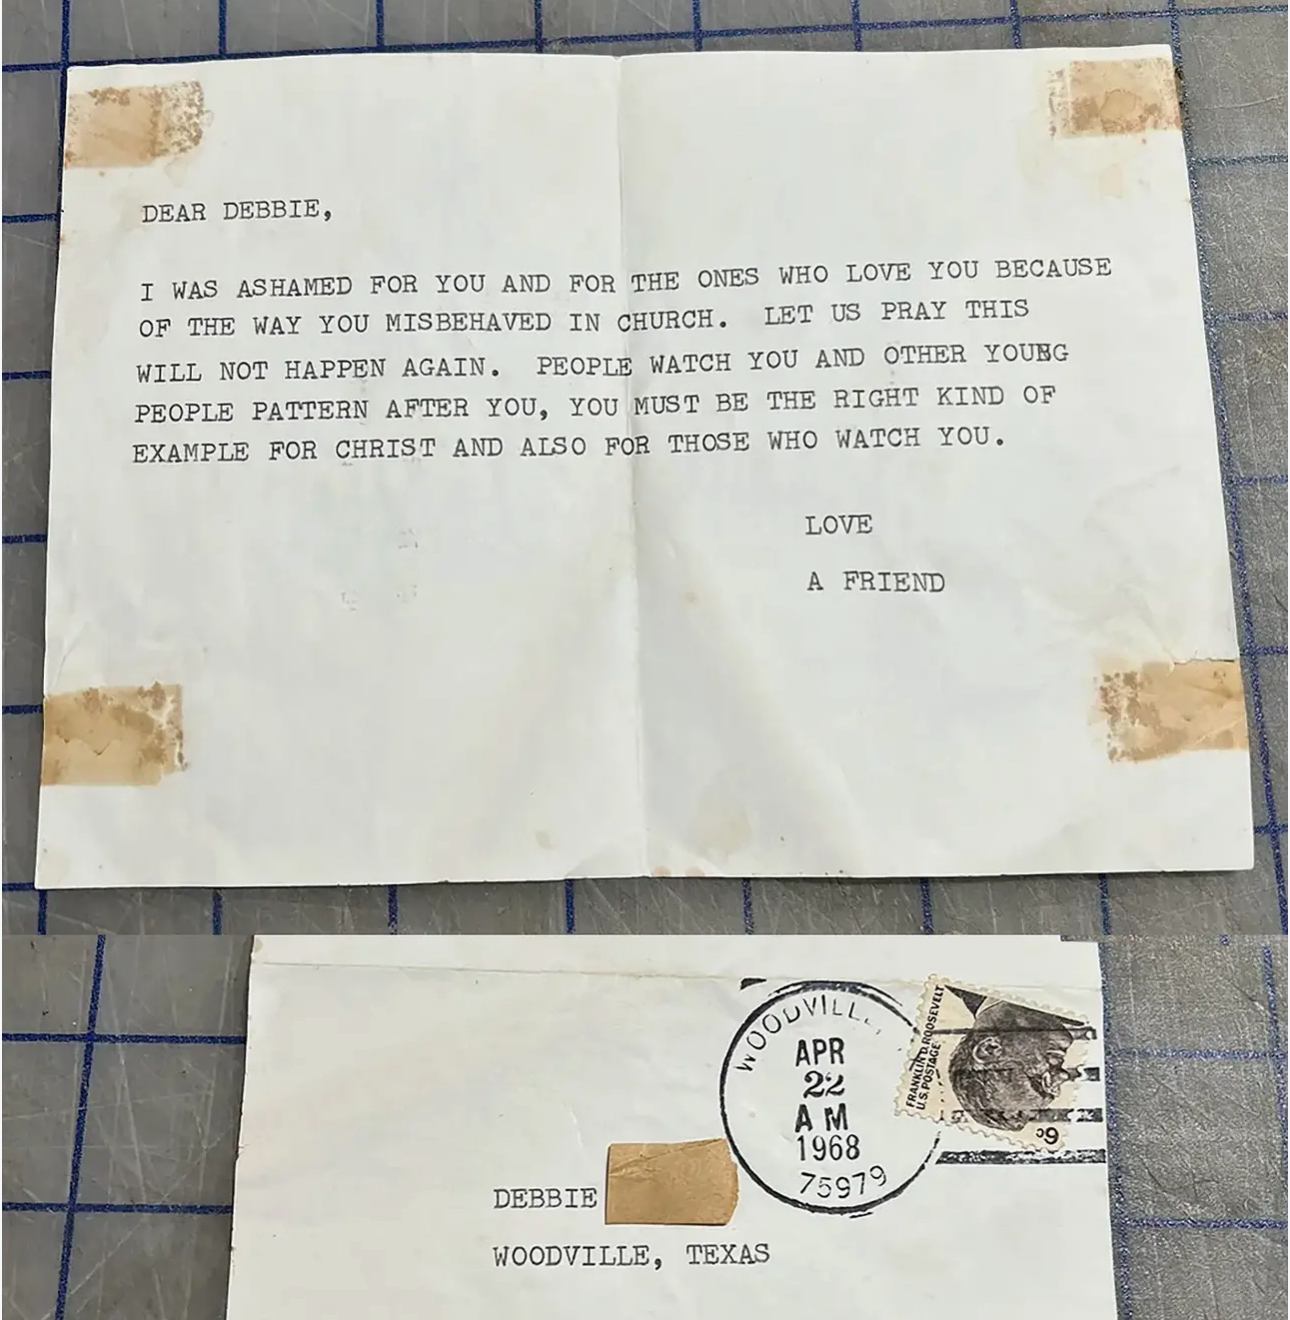 DEAR DEBBIE,
I WAS ASHAMED FOR YOU AND FOR THE ONES WHO LOVE YOU BECAUSE
OF THE WAY YOU MISBEHAVED IN CHURCH. LET US PRAY THIS
WILL NOT HAPPEN AGAIN. PEOPLE WATCH YOU AND OTHER YOUNG
PEOPLE PATTERN AFTER YOU, YOU MUST BE THE RIGHT KIND OF
EXAMPLE FOR CHRIST AND ALSO FOR THOSE WHO WATCH YOU.
LOVE
A FRIEND
WOODVILLE,
APR
22
AM
1968
75979
FRANKLIN D. ROOSEVELT
U.S. POSTAGE
6c
DEBBIE
WOODVILLE, TEXAS